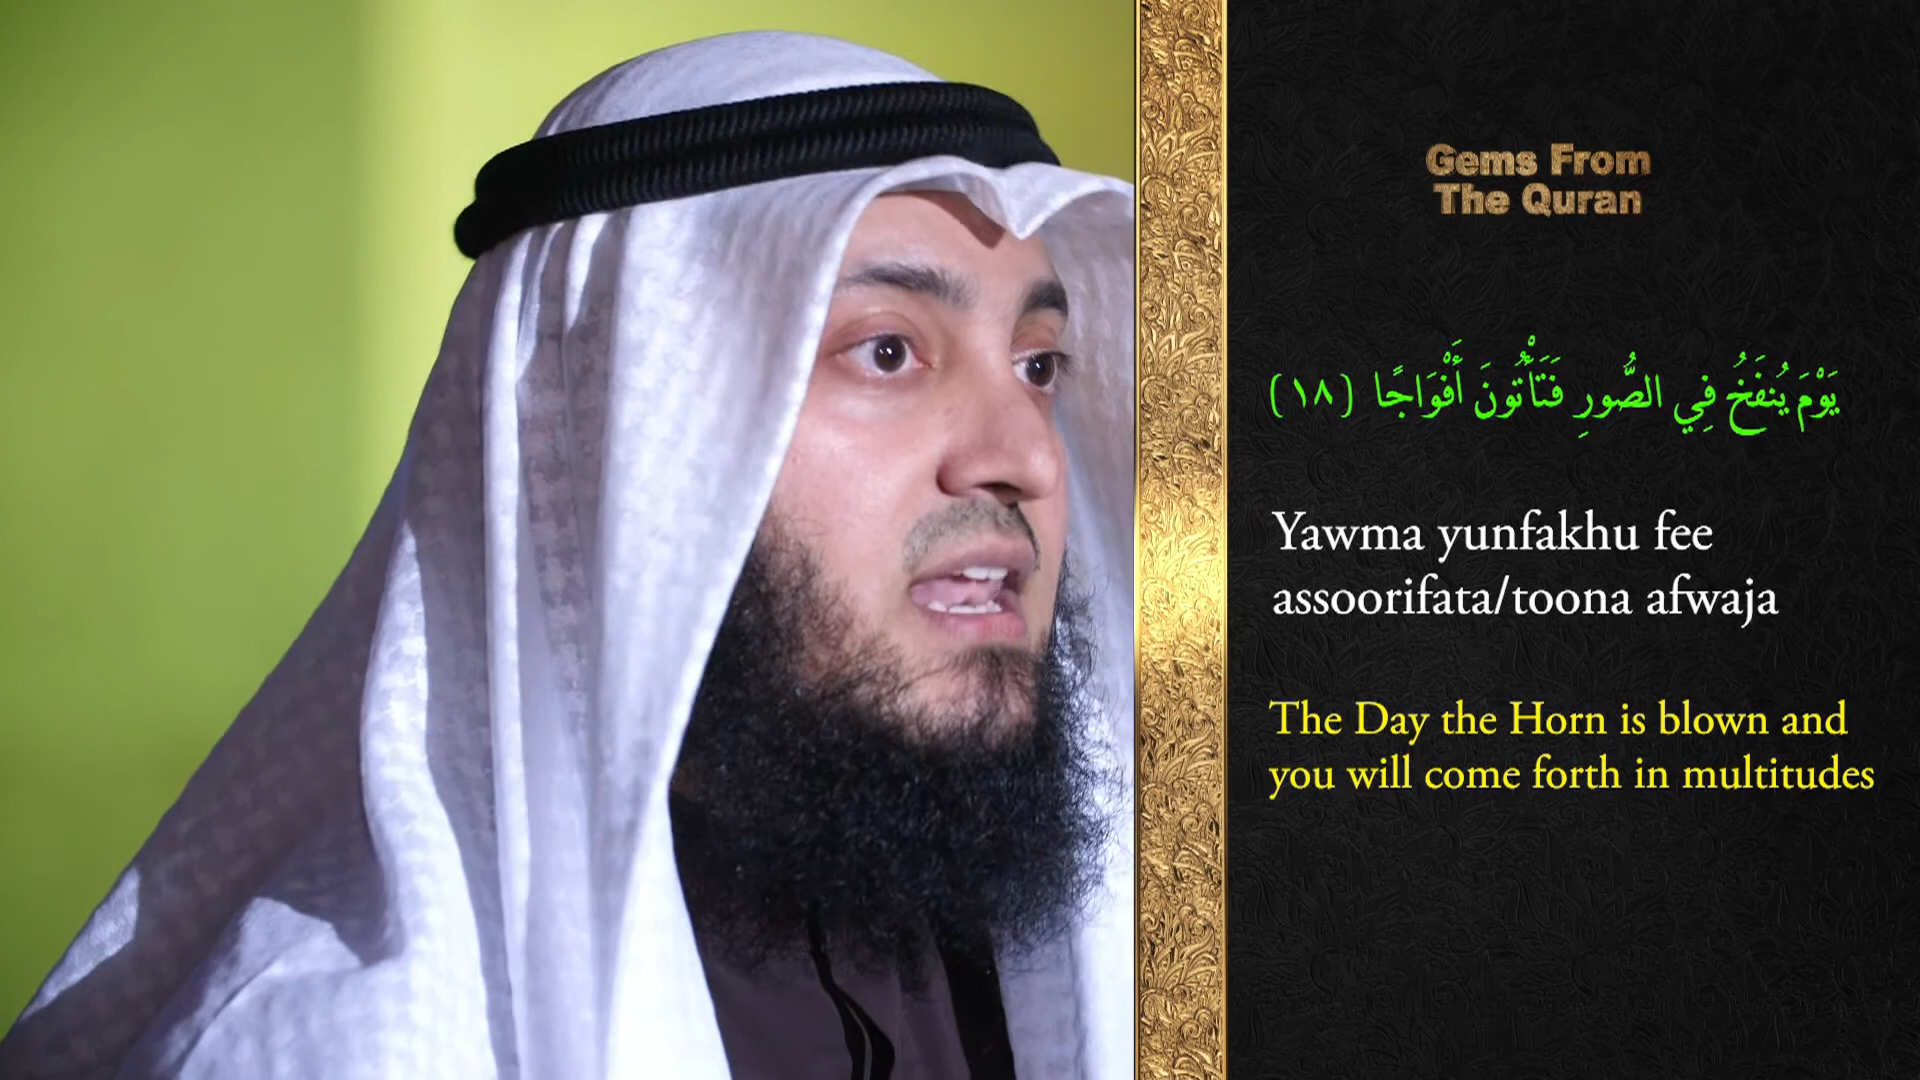 Gems From
The Quran
يَوْمَ يُنفَخُ فِي الصُّورِ فَتَأْتُونَ أَفْوَاجًا (١٨)
Yawma yunfakhu fee
assoorifata/toona afwaja
The Day the Horn is blown and
you will come forth in multitudes